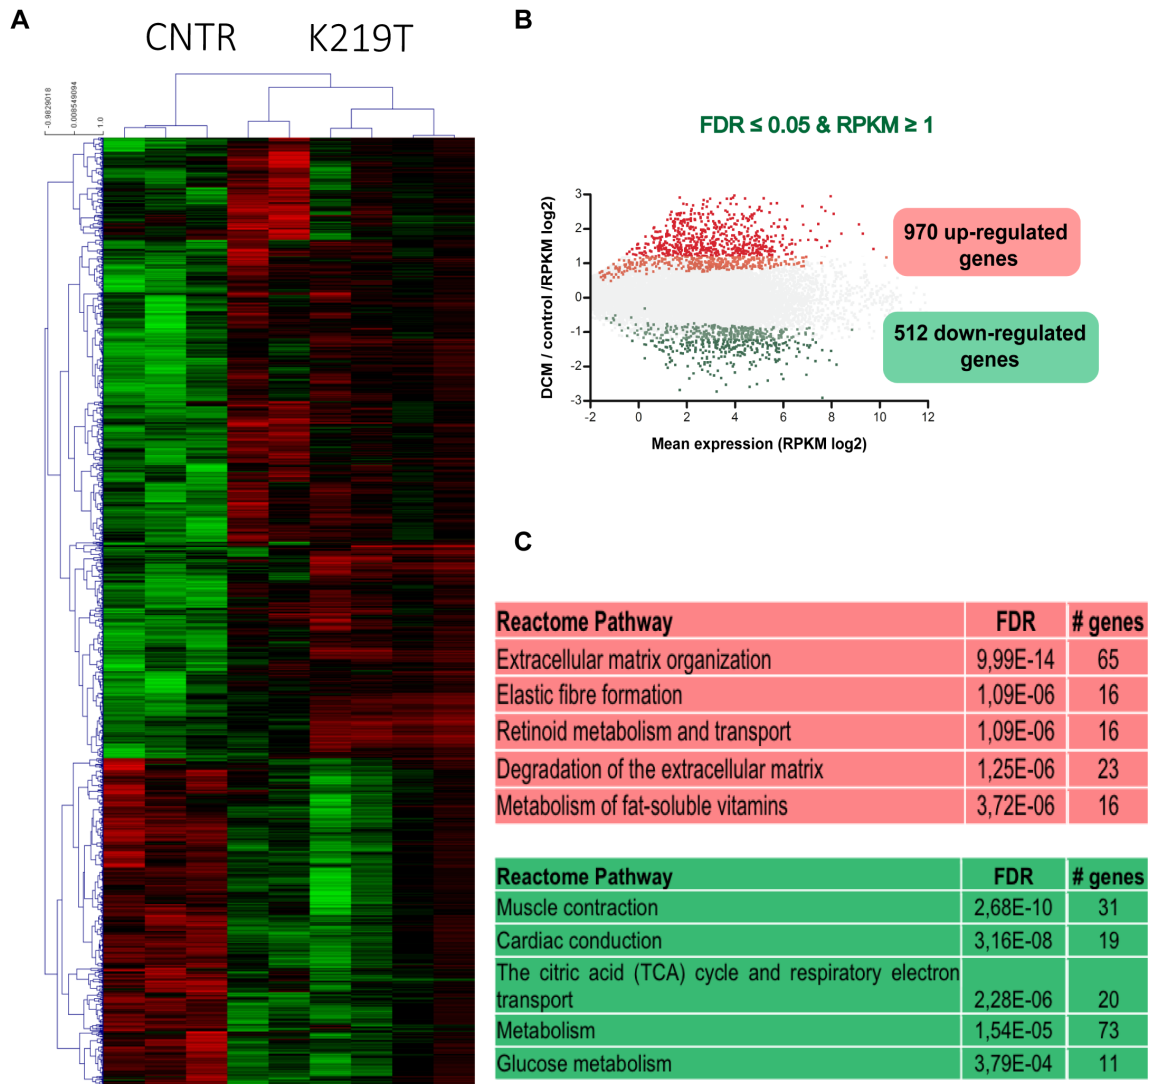 A
CNTR
K219T
-0.9829018
0.008549094
1.0
B
FDR ≤ 0.05 & RPKM ≥ 1
DCM / control /RPKM log2)
3
2
1
0
-1
-2
-3
-2
0
2
4
6
8
10
12
Mean expression (RPKM log2)
970 up-regulated
genes
512 down-regulated
genes
C
Reactome Pathway FDR # genes
Extracellular matrix organization 9,99E-14 65
Elastic fibre formation 1,09E-06 16
Retinoid metabolism and transport 1,09E-06 16
Degradation of the extracellular matrix 1,25E-06 23
Metabolism of fat-soluble vitamins 3,72E-06 16
Reactome Pathway FDR # genes
Muscle contraction 2,68E-10 31
Cardiac conduction 3,16E-08 19
The citric acid (TCA) cycle and respiratory electron
transport 2,28E-06 20
Metabolism 1,54E-05 73
Glucose metabolism 3,79E-04 11